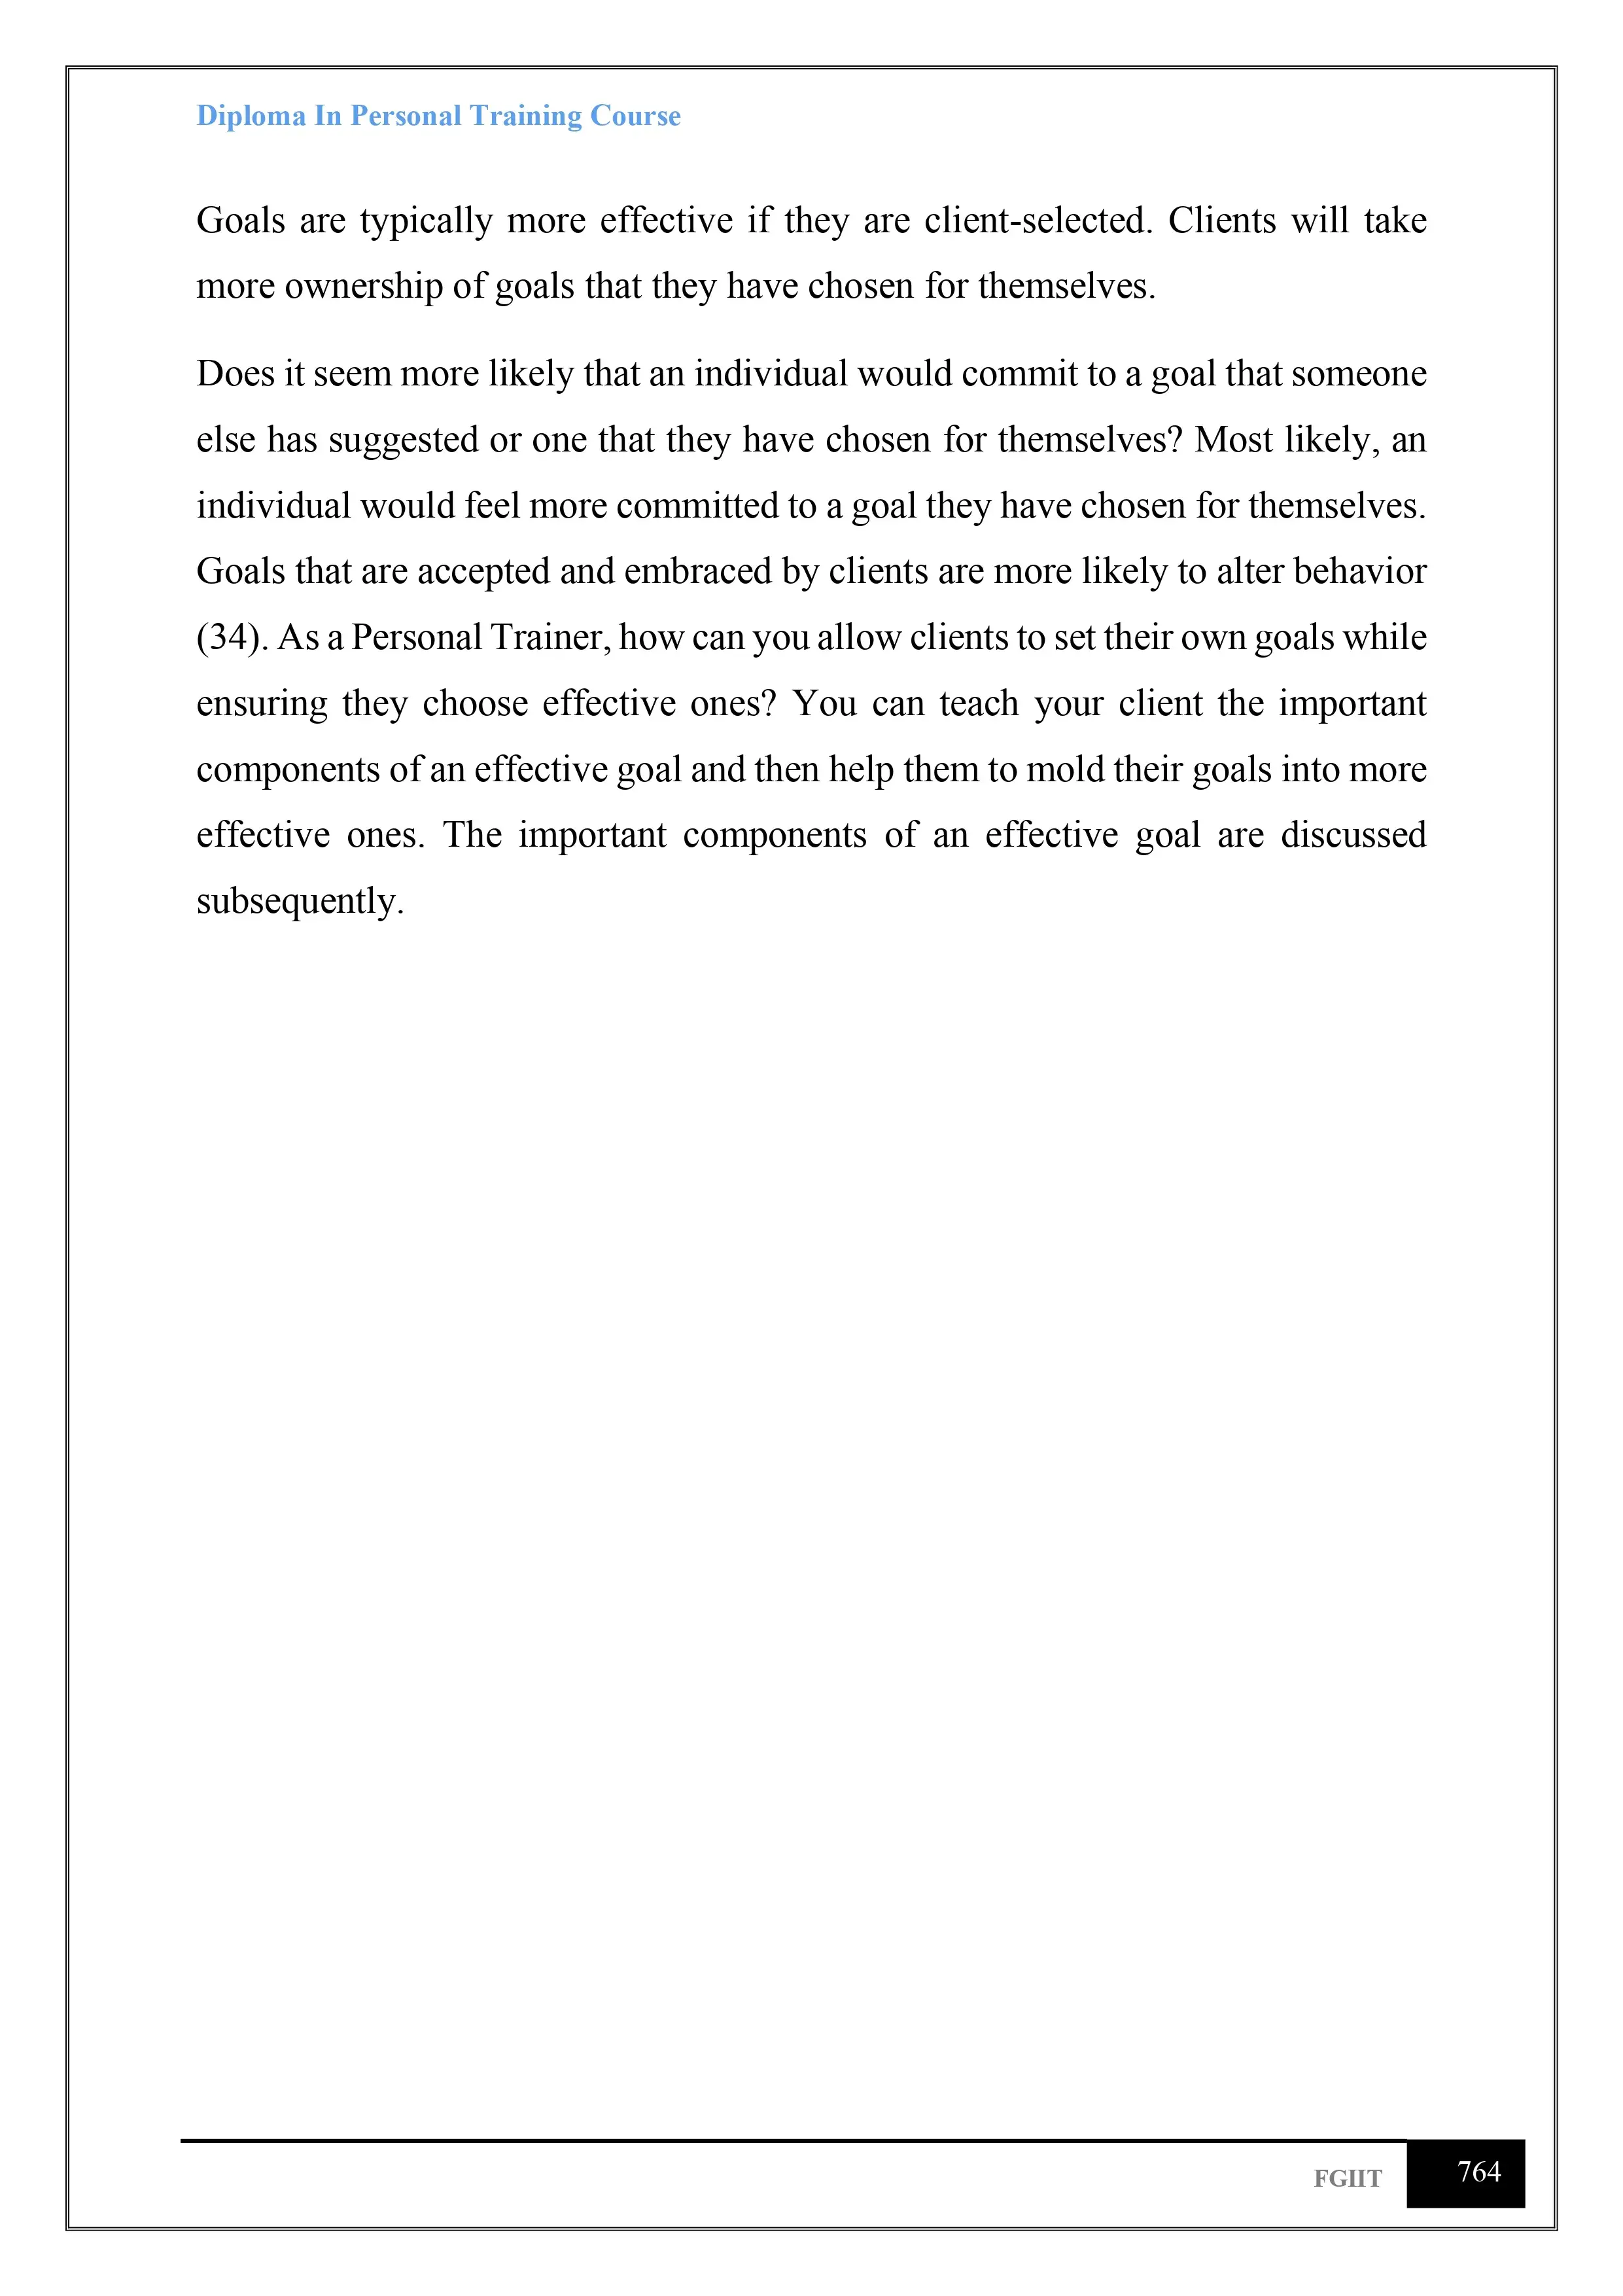 Diploma In Personal Training Course
Goals are typically more effective if they are client-selected. Clients will take
more ownership of goals that they have chosen for themselves.
Does it seem more likely that an individual would commit to a goal that someone
else has suggested or one that they have chosen for themselves? Most likely, an
individual would feel more committed to a goal they have chosen for themselves.
Goals that are accepted and embraced by clients are more likely to alter behavior
(34). As a Personal Trainer, how can you allow clients to set their own goals while
ensuring they choose effective ones? You can teach your client the important
components of an effective goal and then help them to mold their goals into more
effective ones. The important components of an effective goal are discussed
subsequently.
FGIIT 764